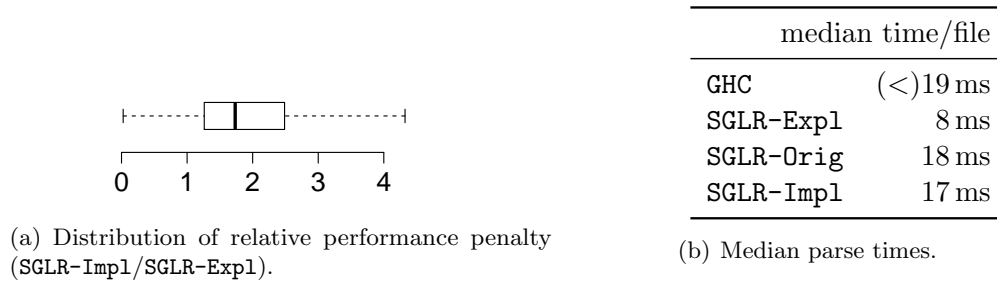 0 1 2 3 4
(a) Distribution of relative performance penalty
(SGLR-Impl/SGLR-Expl).
median time/file
GHC (<)19 ms
SGLR-Expl 8 ms
SGLR-Orig 18 ms
SGLR-Impl 17 ms
(b) Median parse times.